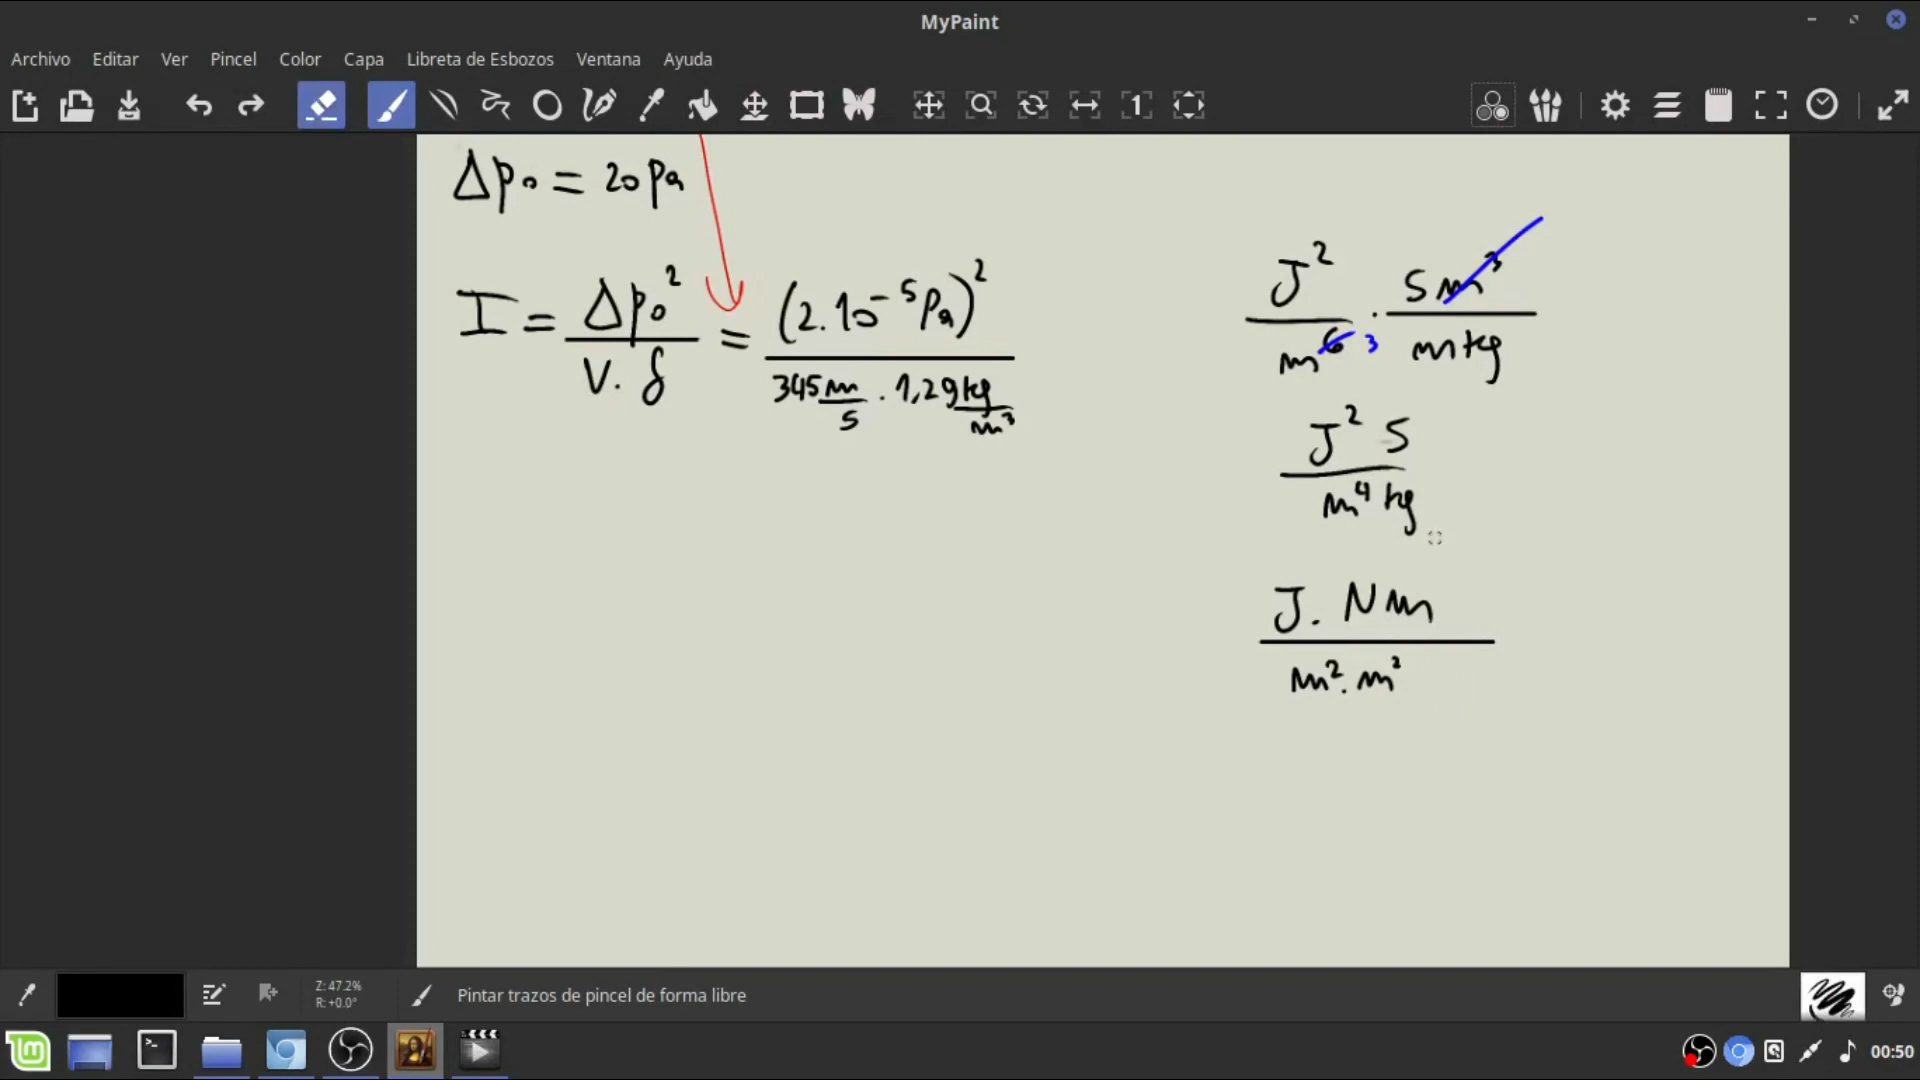 MyPaint
Archivo Editar Ver Pincel Color Capa Libreta de Esbozos Ventana Ayuda
Δp₀ = 20 Pa
I = Δp₀² / V . δ = (2.10⁻⁵Pa)² / 345 m/s . 1,29 kg/m³
J² / m⁶ 3 . S m³ / m kg
J² S / m⁴ kg
J. Nm / m². m²
Z: 47.2%
R: +0.0°
Pintar trazos de pincel de forma libre
00:50